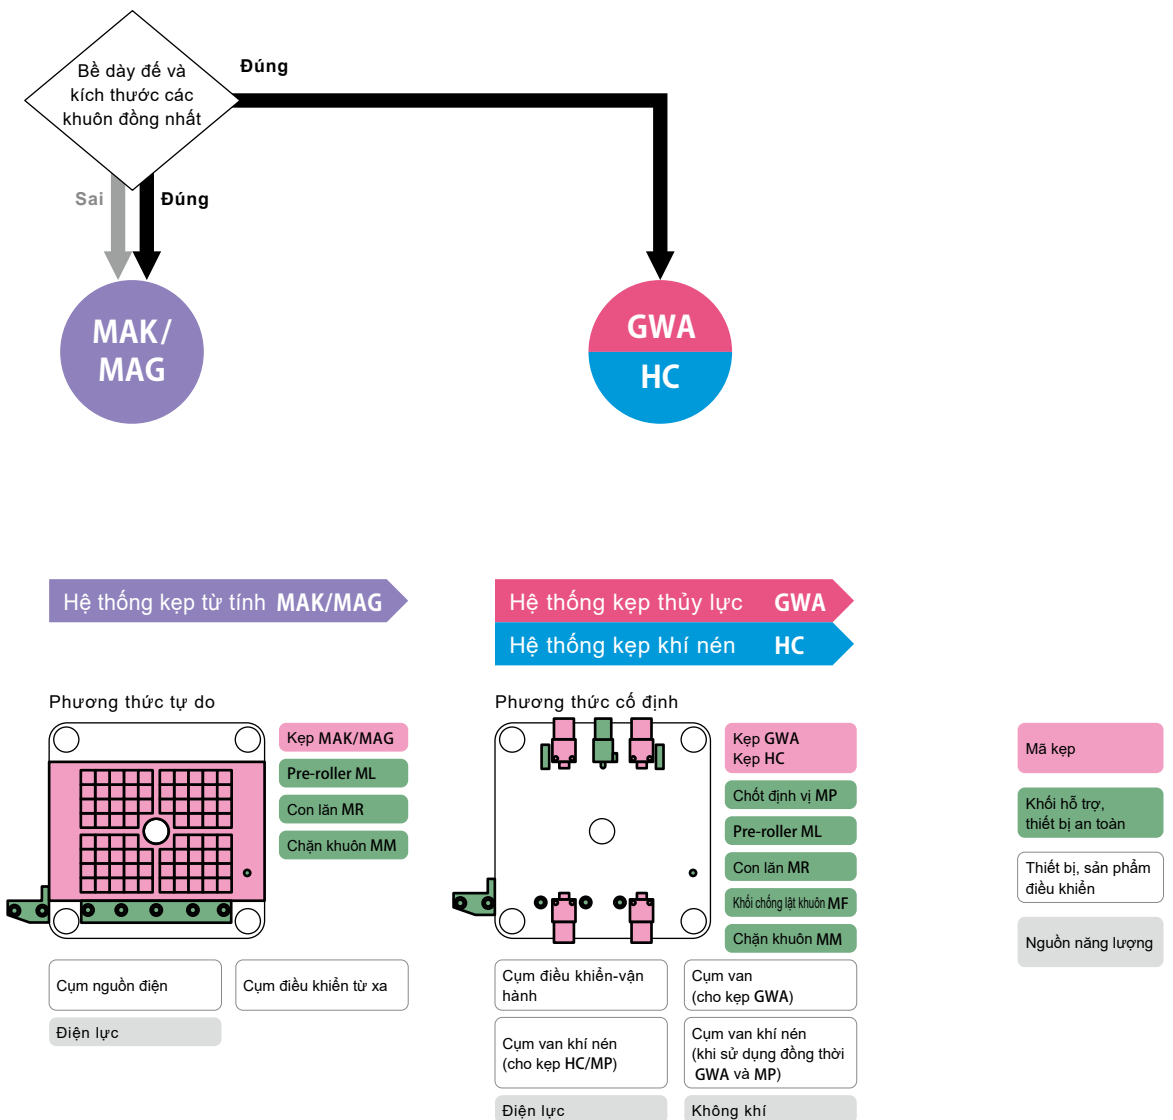 Bề dày đế và
kích thước các
khuôn đồng nhất
Đúng
Sai
Đúng
MAK/
MAG
GWA
HC
Hệ thống kẹp từ tính MAK/MAG
Hệ thống kẹp thủy lực GWA
Hệ thống kẹp khí nén HC
Phương thức tự do
Kẹp MAK/MAG
Pre-roller ML
Con lăn MR
Chặn khuôn MM
Cụm nguồn điện
Cụm điều khiển từ xa
Điện lực
Phương thức cố định
Kẹp GWA
Kẹp HC
Chốt định vị MP
Pre-roller ML
Con lăn MR
Khối chống lật khuôn MF
Chặn khuôn MM
Cụm điều khiển-vận
hành
Cụm van
(cho kẹp GWA)
Cụm van khí nén
(cho kẹp HC/MP)
Cụm van khí nén
(khi sử dụng đồng thời
GWA và MP)
Điện lực
Không khí
Mã kẹp
Khối hỗ trợ,
thiết bị an toàn
Thiết bị, sản phẩm
điều khiển
Nguồn năng lượng